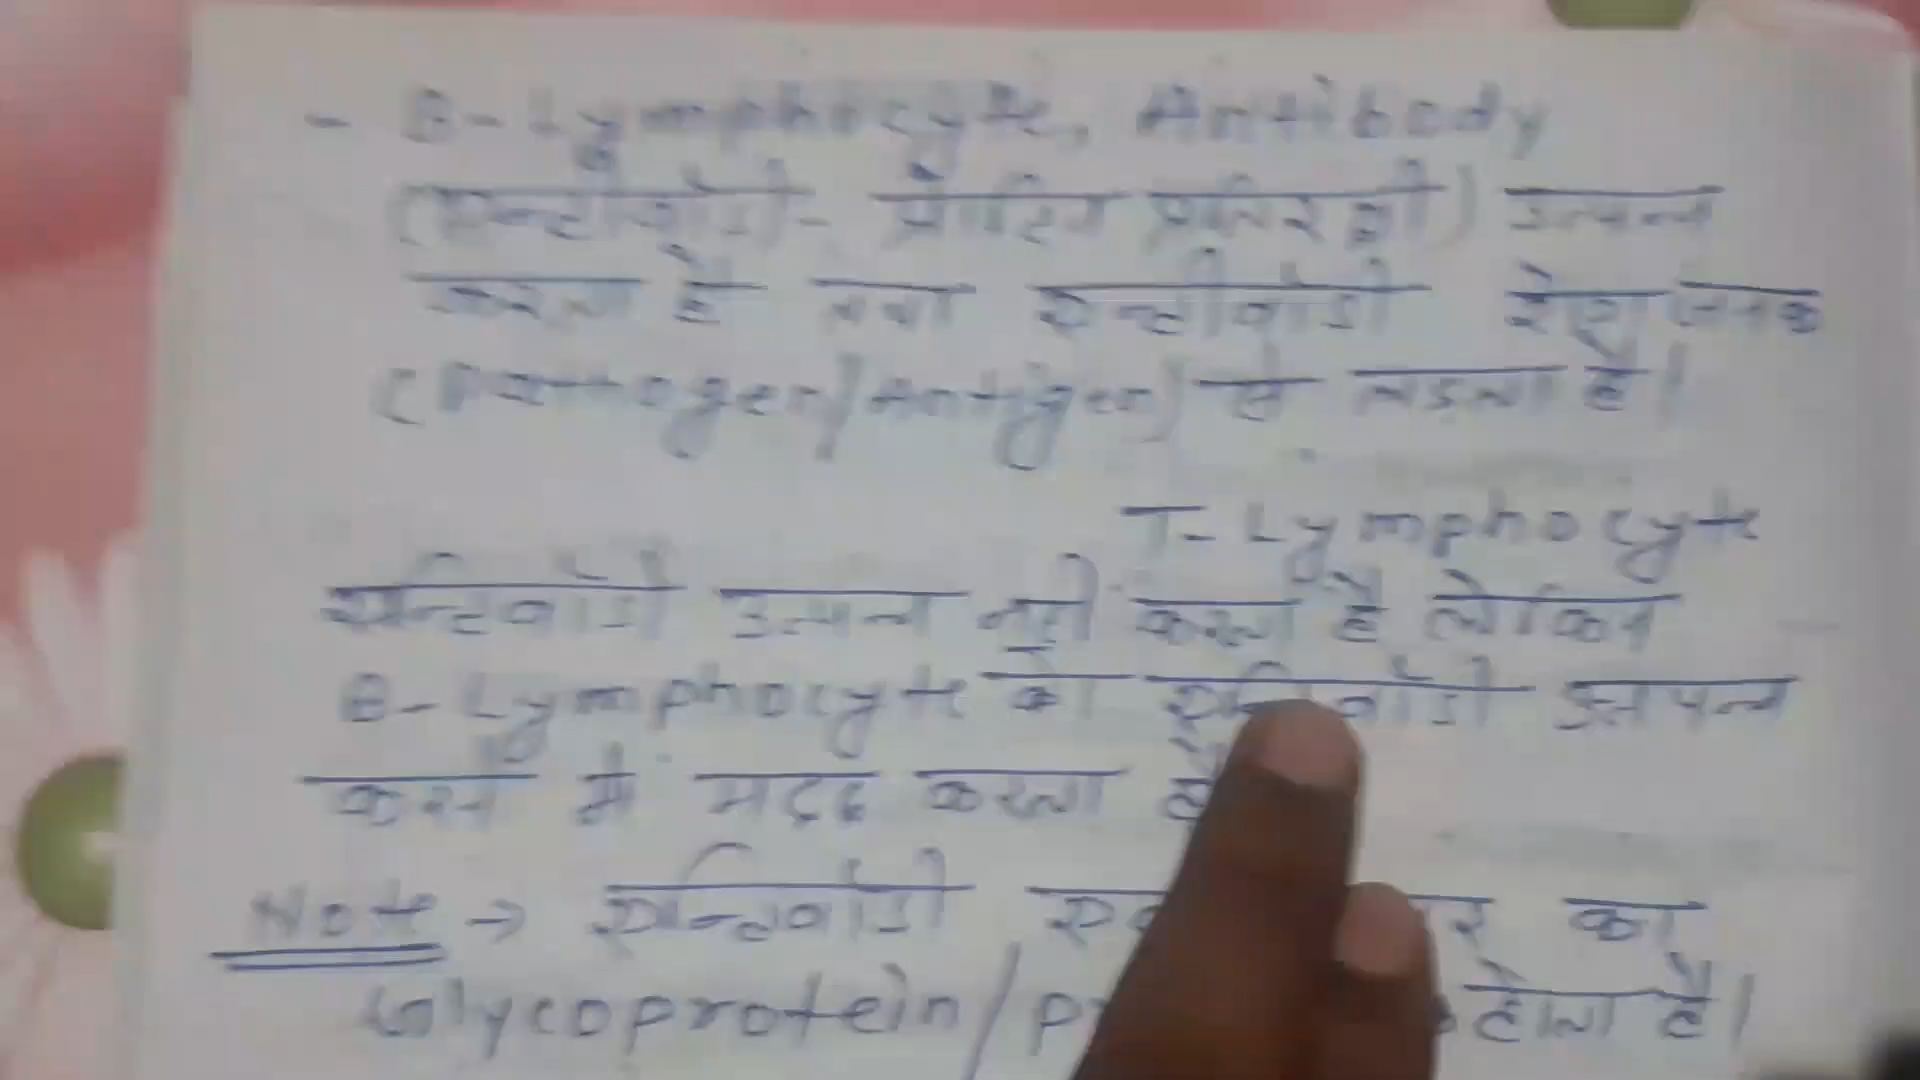 - B-Lymphocyte, Antibody
(एन्टीबॉडी- प्रोटिन प्रतिरक्षी) उत्पन्न
करता है तथा एन्टीबॉडी रोगजनक
(Pathogen/Antigen) से लड़ता है।
T-Lymphocyte
एन्टिबॉडी उत्पन्न नहीं करता है लेकिन
B-Lymphocyte को उत्पन्न
करने में मदद करता है
Note → एन्टिबॉडी का
Glycoprotein/ होता है।